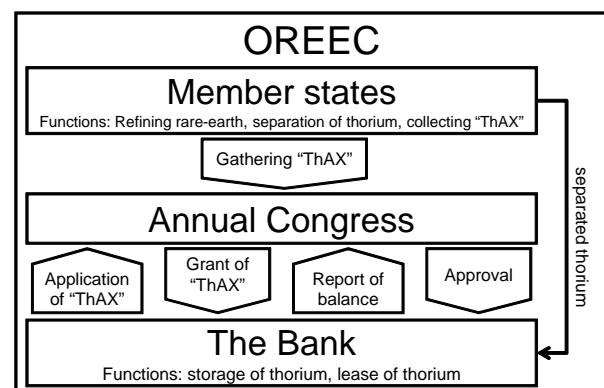 OREEC
Member states
Functions: Refining rare-earth, separation of thorium, collecting “ThAX”
Gathering “ThAX”
separated thorium
Annual Congress
Application
of “ThAX”
Grant of
“ThAX”
Report of
balance
Approval
The Bank
Functions: storage of thorium, lease of thorium